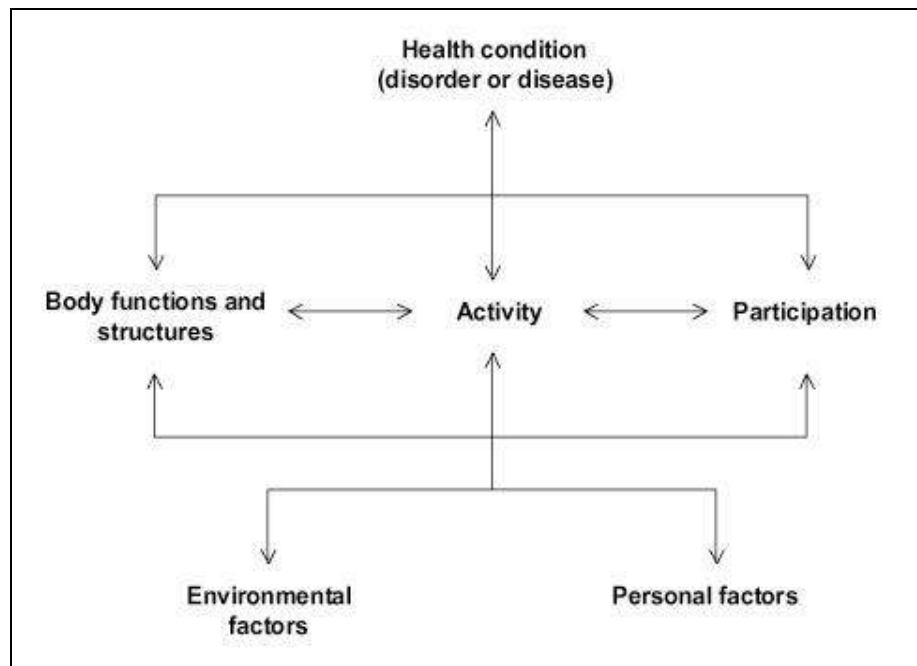 Health condition
(disorder or disease)
Body functions and
structures
Activity
Participation
Environmental
factors
Personal factors